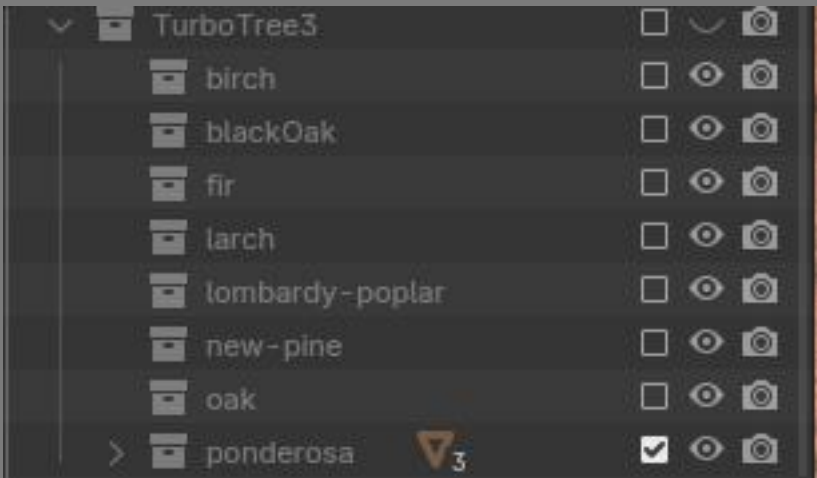 TurboTree3
birch
blackOak
fir
larch
lombardy-poplar
new-pine
oak
ponderosa 3